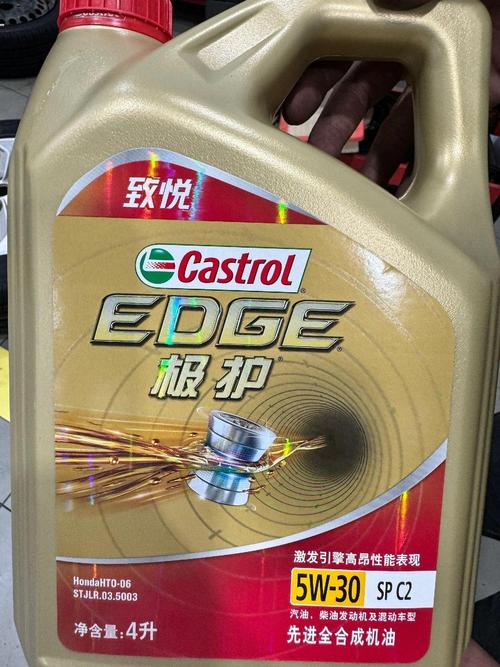 致悦
Castrol
EDGE
极护
激发引擎高昂性能表现
5W-30 SP C2
汽油，柴油发动机及混动车型
先进全合成机油
HondaHTO-06
STJLR.03.5003
净含量：4升